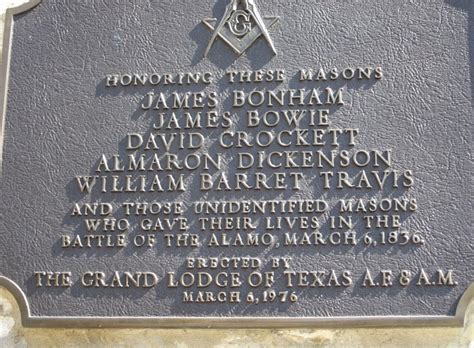 G
HONORING THESE MASONS
JAMES BONHAM
JAMES BOWIE
DAVID CROCKETT
ALMARON DICKENSON
WILLIAM BARRET TRAVIS
AND THOSE UNIDENTIFIED MASONS
WHO GAVE THEIR LIVES IN THE
BATTLE OF THE ALAMO, MARCH 6, 1836.
ERECTED BY
THE GRAND LODGE OF TEXAS A.F. & A.M.
MARCH 6, 1976